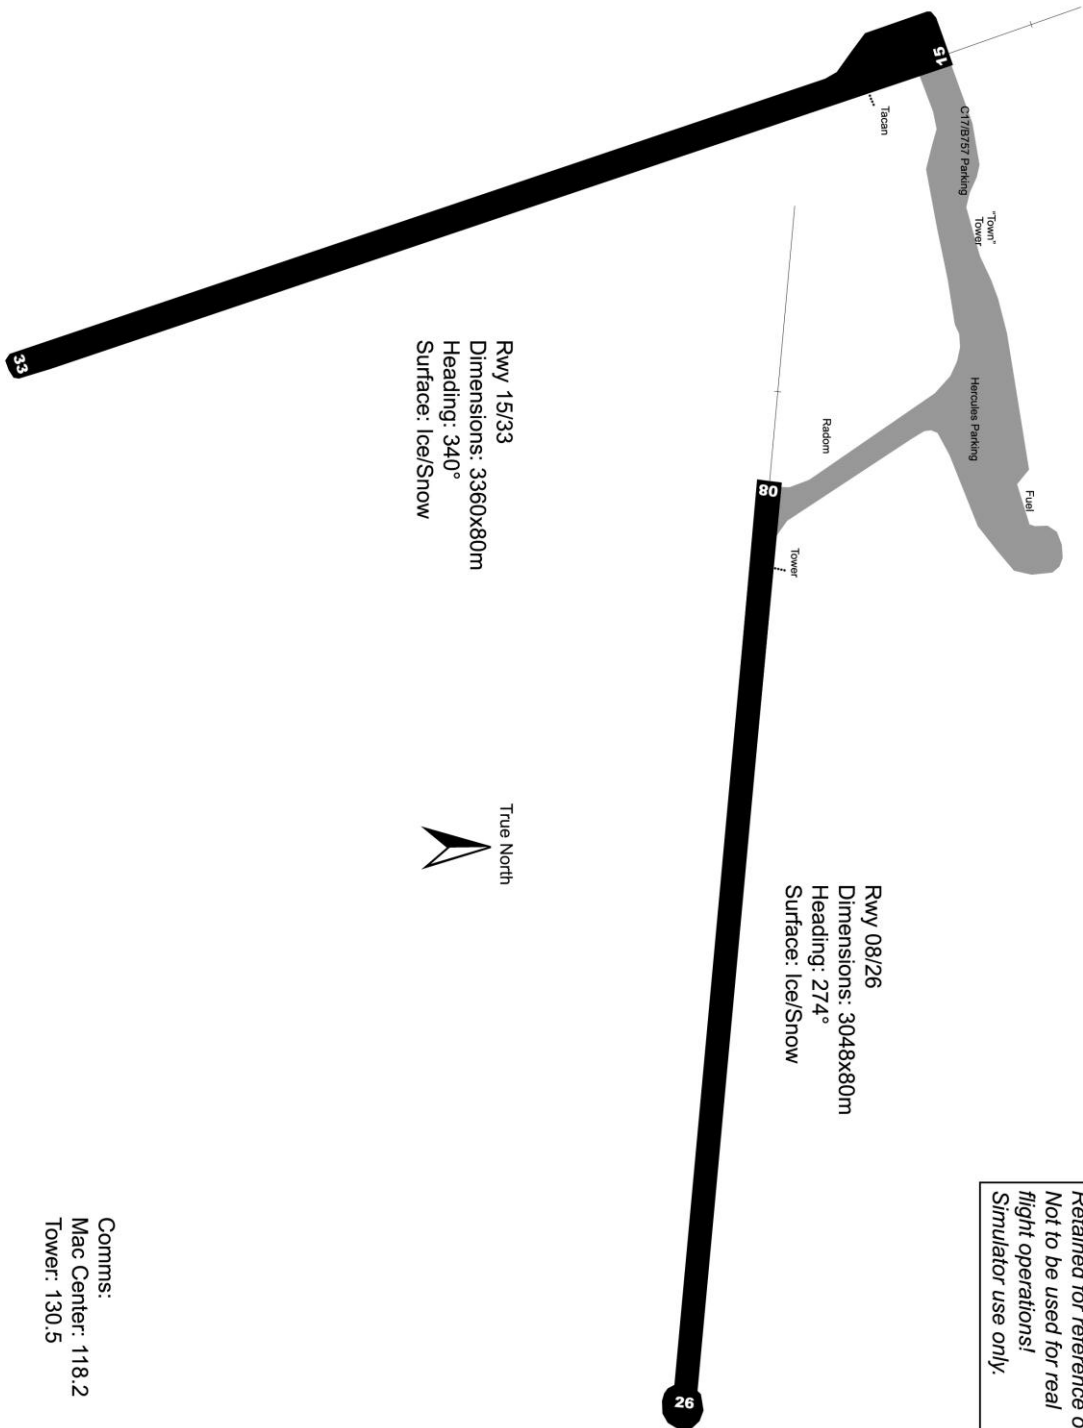 15
C17/B757 Parking
Tacan
"Town"
Tower
Hercules Parking
Fuel
Radom
08
Tower
33
Rwy 15/33
Dimensions: 3360x80m
Heading: 340°
Surface: Ice/Snow
True North
Rwy 08/26
Dimensions: 3048x80m
Heading: 274°
Surface: Ice/Snow
Retained for reference
Not to be used for real
flight operations!
Simulator use only.
26
Comms:
Mac Center: 118.2
Tower: 130.5